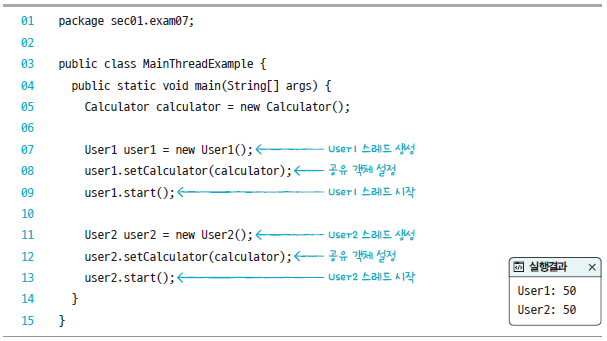 01 package sec01.exam07;
02
03 public class MainThreadExample {
04 public static void main(String[] args) {
05 Calculator calculator = new Calculator();
06
07 User1 user1 = new User1(); User1 스레드 생성
08 user1.setCalculator(calculator); 공유 객체 설정
09 user1.start(); User1 스레드 시작
10
11 User2 user2 = new User2(); User2 스레드 생성
12 user2.setCalculator(calculator); 공유 객체 설정
13 user2.start(); User2 스레드 시작
14 }
15 }
실행결과
User1: 50
User2: 50